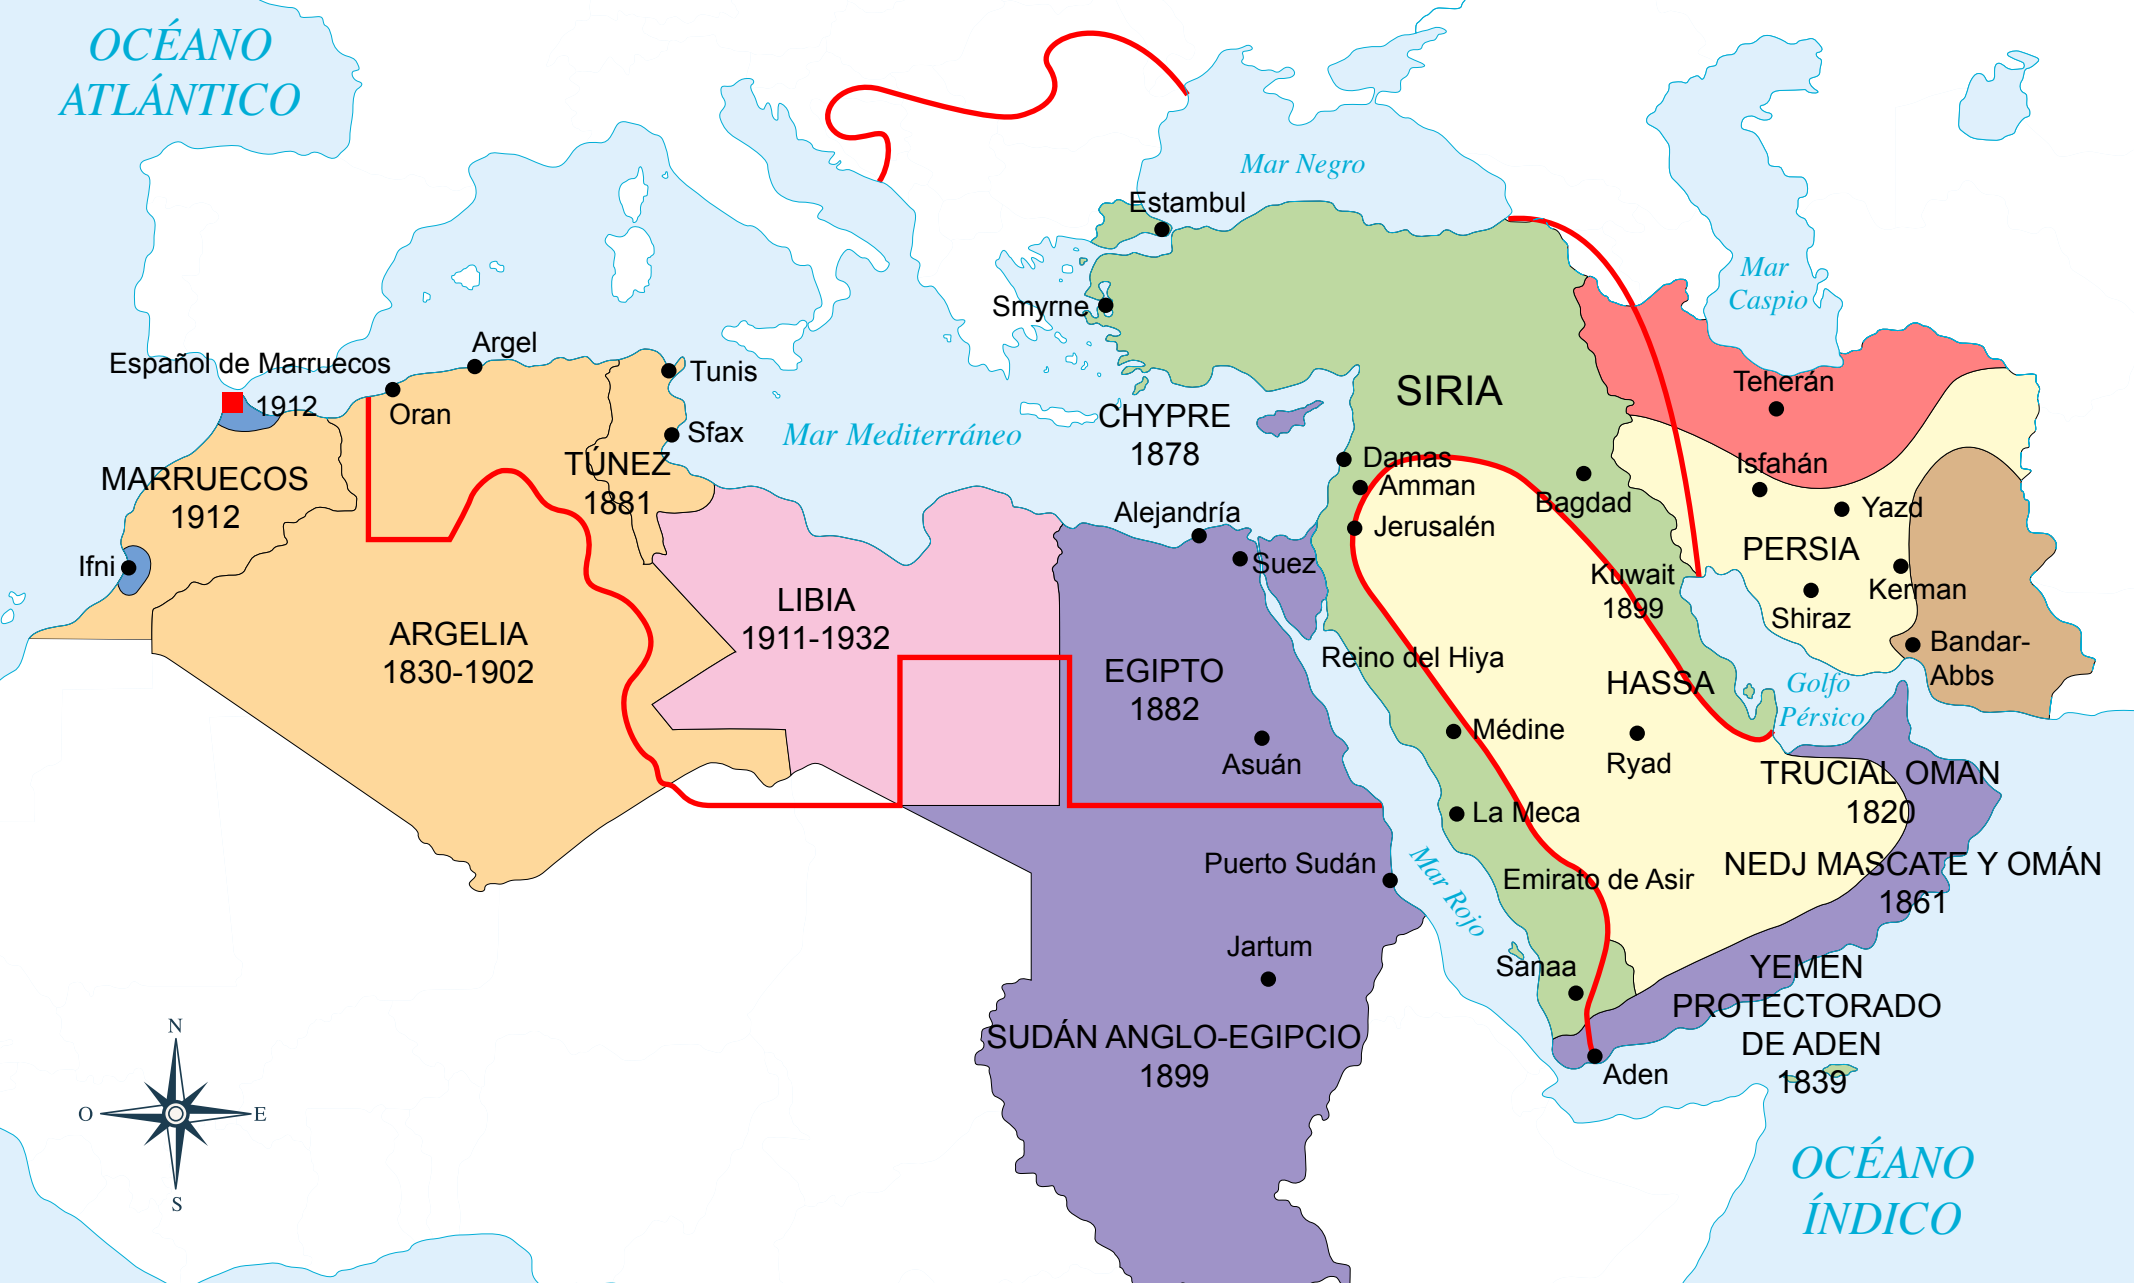 OCÉANO
ATLÁNTICO
Mar Negro
Estambul
Mar
Caspio
Smyrne
Argel
Español de Marruecos
1912
Oran
Tunis
Sfax
Mar Mediterráneo
CHYPRE
1878
SIRIA
Teherán
Damas
Amman
Isfahán
Bagdad
Yazd
MARRUECOS
1912
TÚNEZ
1881
Alejandría
Jerusalén
Suez
PERSIA
Ifni
Kuwait
1899
Kerman
Shiraz
LIBIA
1911-1932
ARGELIA
1830-1902
EGIPTO
1882
Reino del Hiya
HASSA
Bandar-
Abbs
Golfo
Pérsico
Médine
Ryad
Asuán
TRUCIAL OMAN
1820
La Meca
Puerto Sudán
Mar Rojo
Emirato de Asir
NEDJ MASCATE Y OMÁN
1861
Jartum
Sanaa
YEMEN
PROTECTORADO
DE ADEN
1839
SUDÁN ANGLO-EGIPCIO
1899
Aden
N
O
E
S
OCÉANO
ÍNDICO